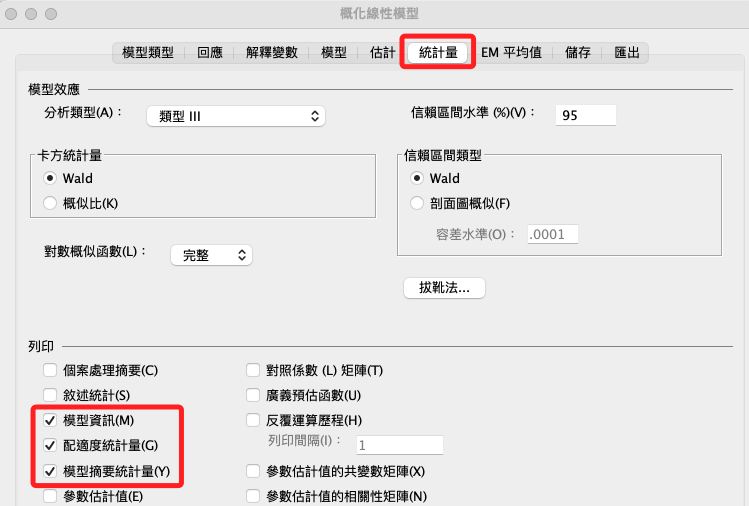 概化線性模型
模型類型 回應 解釋變數 模型 估計 統計量 EM 平均值 儲存 匯出
模型效應
分析類型(A)： 類型 III 信賴區間水準 (%)(V)： 95
卡方統計量 信賴區間類型
Wald Wald
概似比(K) 剖面圖概似(F)
容差水準(O)： .0001
對數概似函數(L)： 完整
拔靴法...
列印
個案處理摘要(C) 對照係數 (L) 矩陣(T)
敘述統計(S) 廣義預估函數(U)
模型資訊(M) 反覆運算歷程(H)
列印間隔(I)： 1
配適度統計量(G)
模型摘要統計量(Y) 參數估計值的共變數矩陣(X)
參數估計值(E) 參數估計值的相關性矩陣(N)